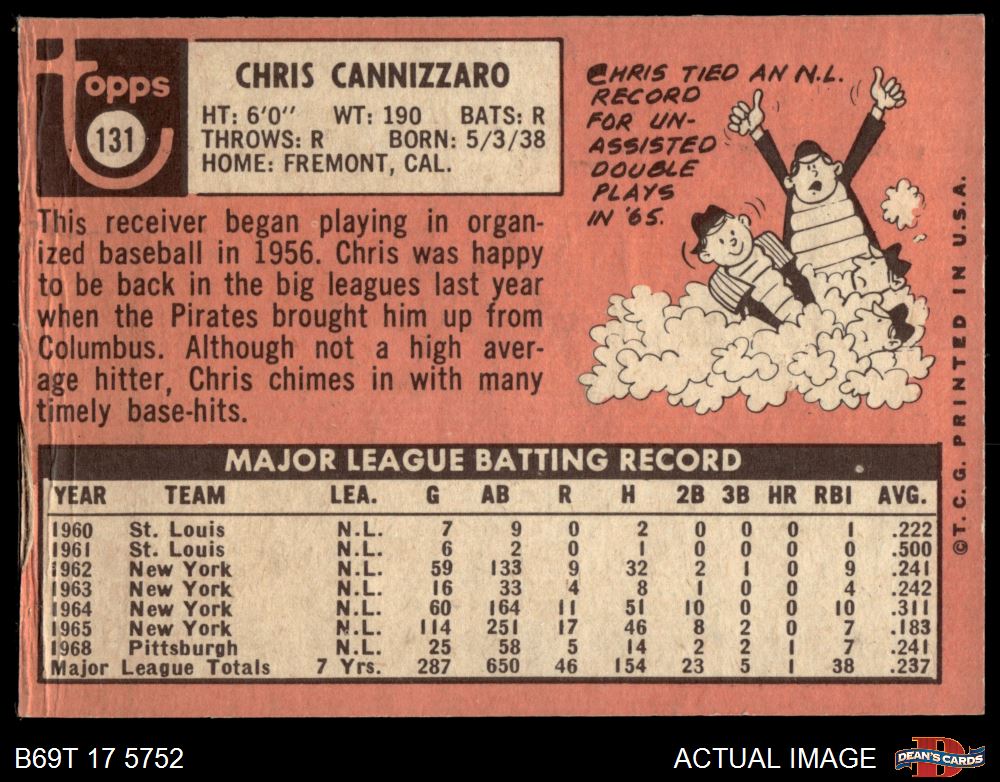 topps
131
CHRIS CANNIZZARO
HT: 6'0" WT: 190 BATS: R
THROWS: R BORN: 5/3/38
HOME: FREMONT, CAL.
CHRIS TIED AN N.L.
RECORD
FOR UN-
ASSISTED
DOUBLE
PLAYS
IN '65.
This receiver began playing in organ-
ized baseball in 1956. Chris was happy
to be back in the big leagues last year
when the Pirates brought him up from
Columbus. Although not a high aver-
age hitter, Chris chimes in with many
timely base-hits.
MAJOR LEAGUE BATTING RECORD
YEAR TEAM LEA. G AB R H 2B 3B HR RBI AVG.
1960 St. Louis N.L. 7 9 0 2 0 0 0 1 .222
1961 St. Louis N.L. 6 2 0 1 0 0 0 0 .500
1962 New York N.L. 59 133 9 32 2 1 0 9 .241
1963 New York N.L. 16 33 4 8 1 0 0 4 .242
1964 New York N.L. 60 164 11 51 10 0 0 10 .311
1965 New York N.L. 114 251 17 46 8 2 0 7 .183
1968 Pittsburgh N.L. 25 58 5 14 2 2 1 7 .241
Major League Totals 7 Yrs. 287 650 46 154 23 5 1 38 .237
©T.C.G. PRINTED IN U.S.A.
B69T 17 5752
ACTUAL IMAGE
D
DEAN'S CARDS